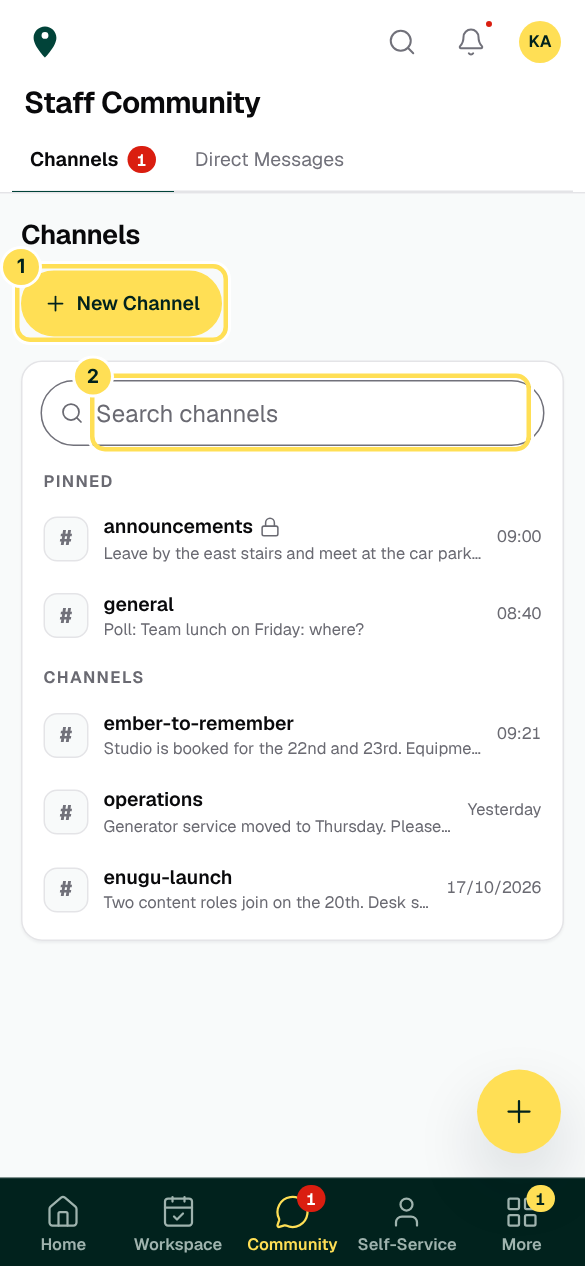 KA
Staff Community
Channels 1
Direct Messages
Channels
1
+ New Channel
2
Search channels
PINNED
# announcements
09:00
Leave by the east stairs and meet at the car park...
# general
08:40
Poll: Team lunch on Friday: where?
CHANNELS
# ember-to-remember
09:21
Studio is booked for the 22nd and 23rd. Equipme...
# operations
Yesterday
Generator service moved to Thursday. Please...
# enugu-launch
17/10/2026
Two content roles join on the 20th. Desk s...
+
1
1
Home
Workspace
Community
Self-Service
More